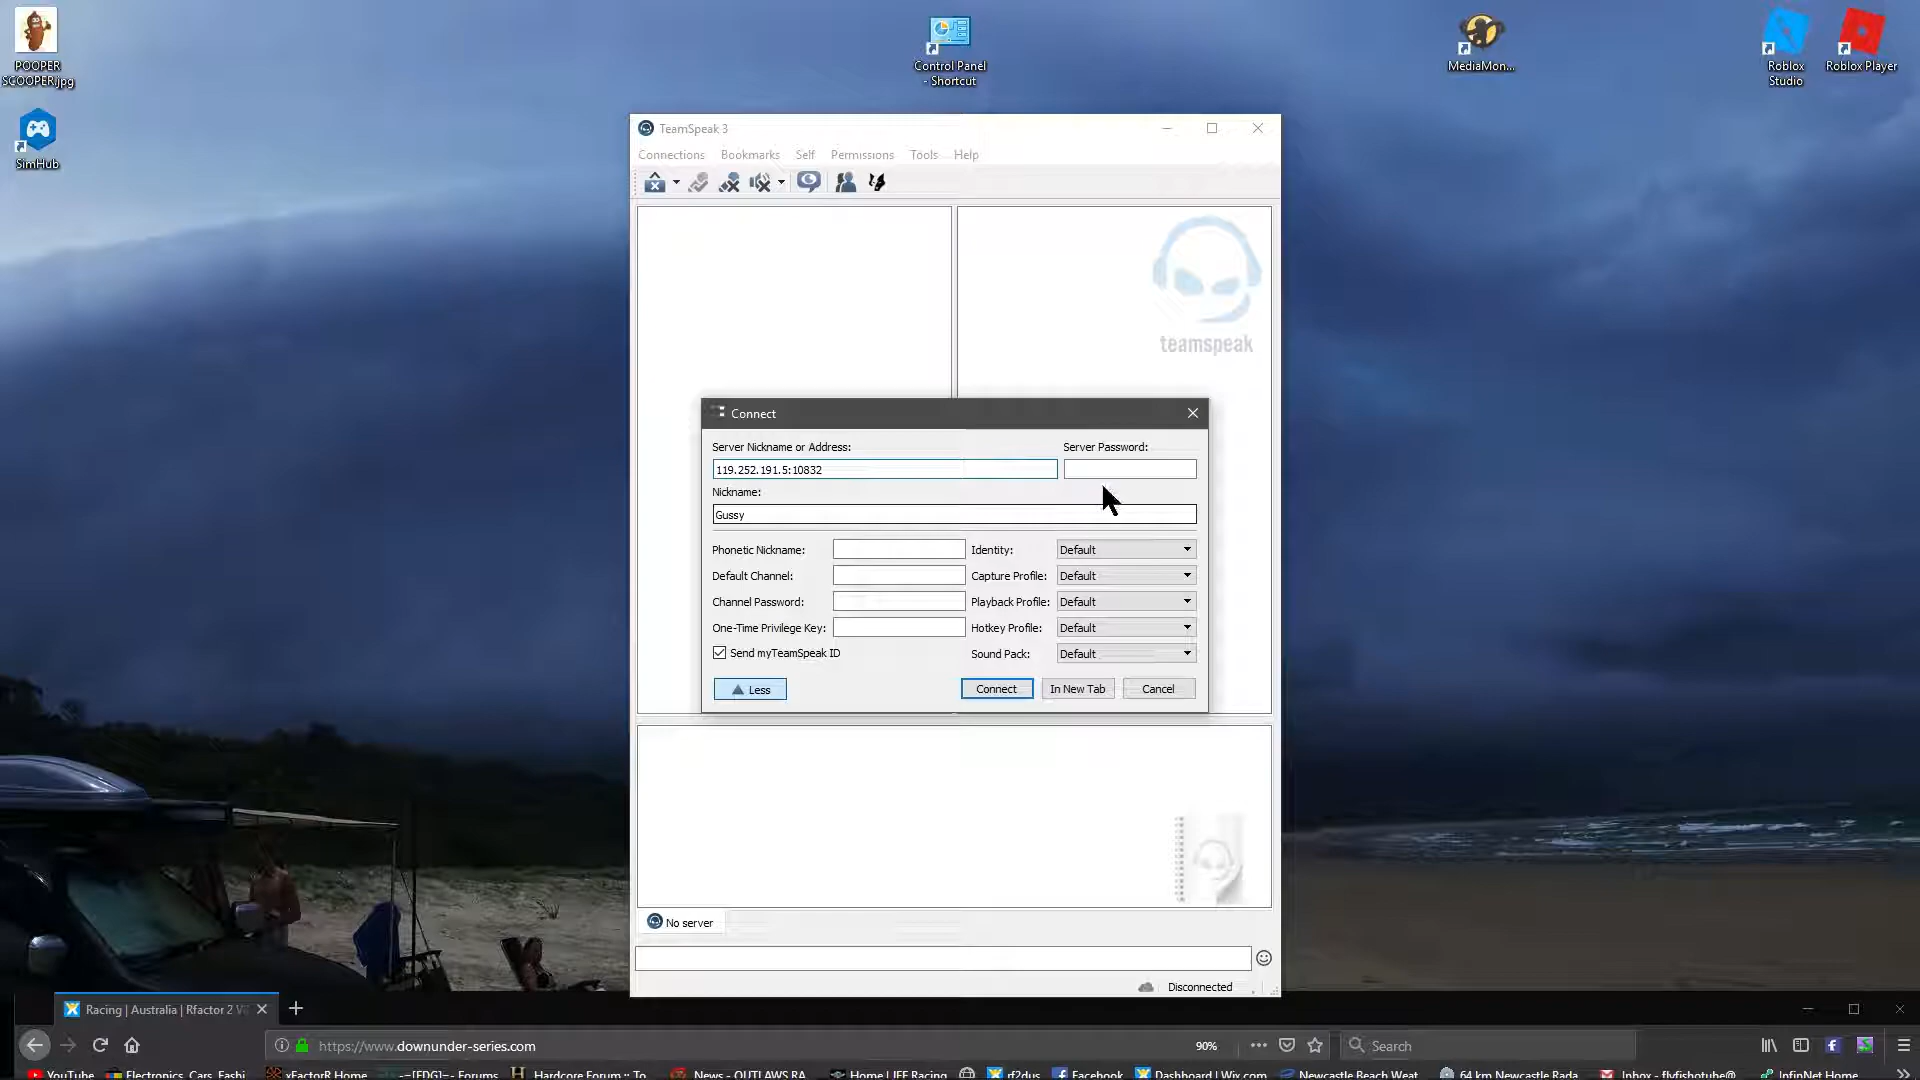 POOPER
SCOOPER.jpg
SimHub
Control Panel
- Shortcut
MediaMon...
Roblox
Studio
Roblox Player
TeamSpeak 3
Connections Bookmarks Self Permissions Tools Help
teamspeak
Connect
Server Nickname or Address: Server Password:
119.252.191.5:10832
Nickname:
Gussy
Phonetic Nickname: Identity: Default
Default Channel: Capture Profile: Default
Channel Password: Playback Profile: Default
One-Time Privilege Key: Hotkey Profile: Default
Send myTeamSpeak ID Sound Pack: Default
Less Connect In New Tab Cancel
No server
Disconnected
Racing | Australia | Rfactor 2 V
https://www.downunder-series.com 90% Search
YouTube Electronics, Cars, Fashi xFactorR Home -=[FDG]=- Forums Hardcore Forum :: To News - OUTLAWS RA Home | JFF Racing rf2dus Facebook Dashboard | Wix.com Newcastle Beach Weat 64 km Newcastle Rada Inbox - flyfishotube@ InfinNet Home